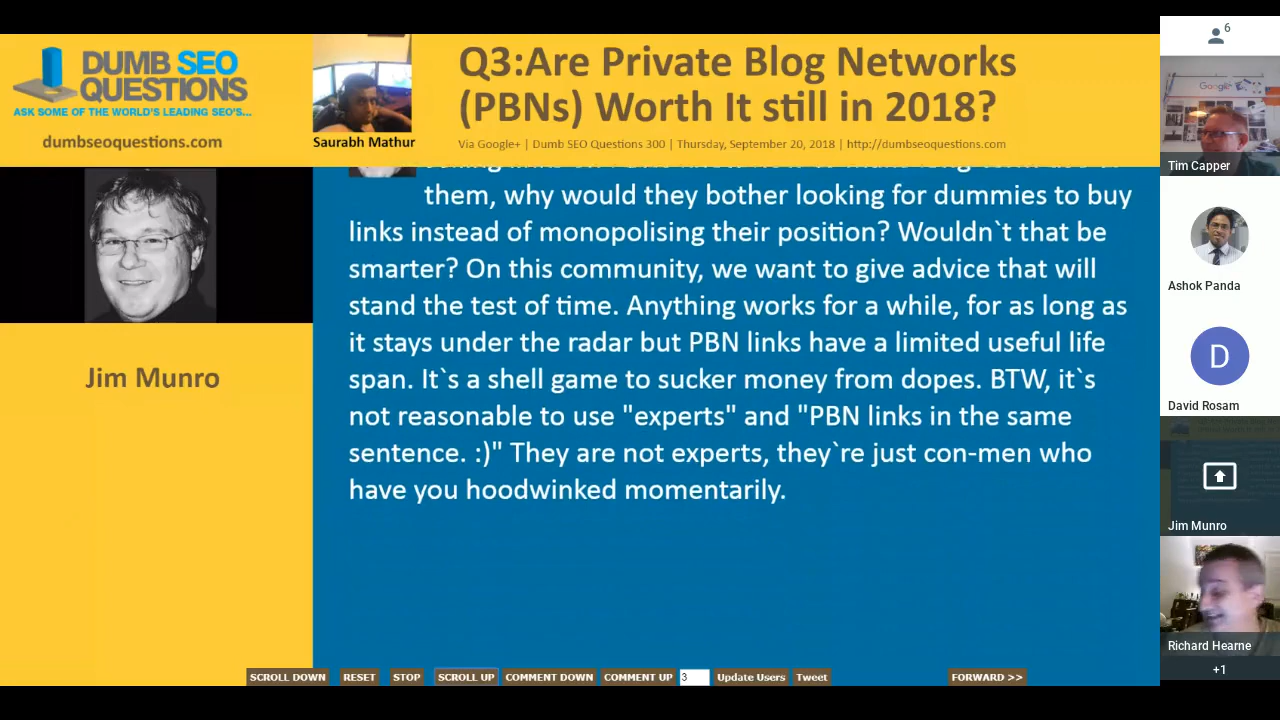 DUMB SEO
QUESTIONS
ASK SOME OF THE WORLD'S LEADING SEO'S...
dumbseoquestions.com
Saurabh Mathur
Q3:Are Private Blog Networks
(PBNs) Worth It still in 2018?
Via Google+ | Dumb SEO Questions 300 | Thursday, September 20, 2018 | http://dumbseoquestions.com
Jim Munro
them, why would they bother looking for dummies to buy
links instead of monopolising their position? Wouldn`t that be
smarter? On this community, we want to give advice that will
stand the test of time. Anything works for a while, for as long as
it stays under the radar but PBN links have a limited useful life
span. It`s a shell game to sucker money from dopes. BTW, it`s
not reasonable to use "experts" and "PBN links in the same
sentence. :)" They are not experts, they`re just con-men who
have you hoodwinked momentarily.
SCROLL DOWN RESET STOP SCROLL UP COMMENT DOWN COMMENT UP 3 Update Users Tweet FORWARD >>
6
Google
Tim Capper
Ashok Panda
D
David Rosam
Jim Munro
Richard Hearne
+1